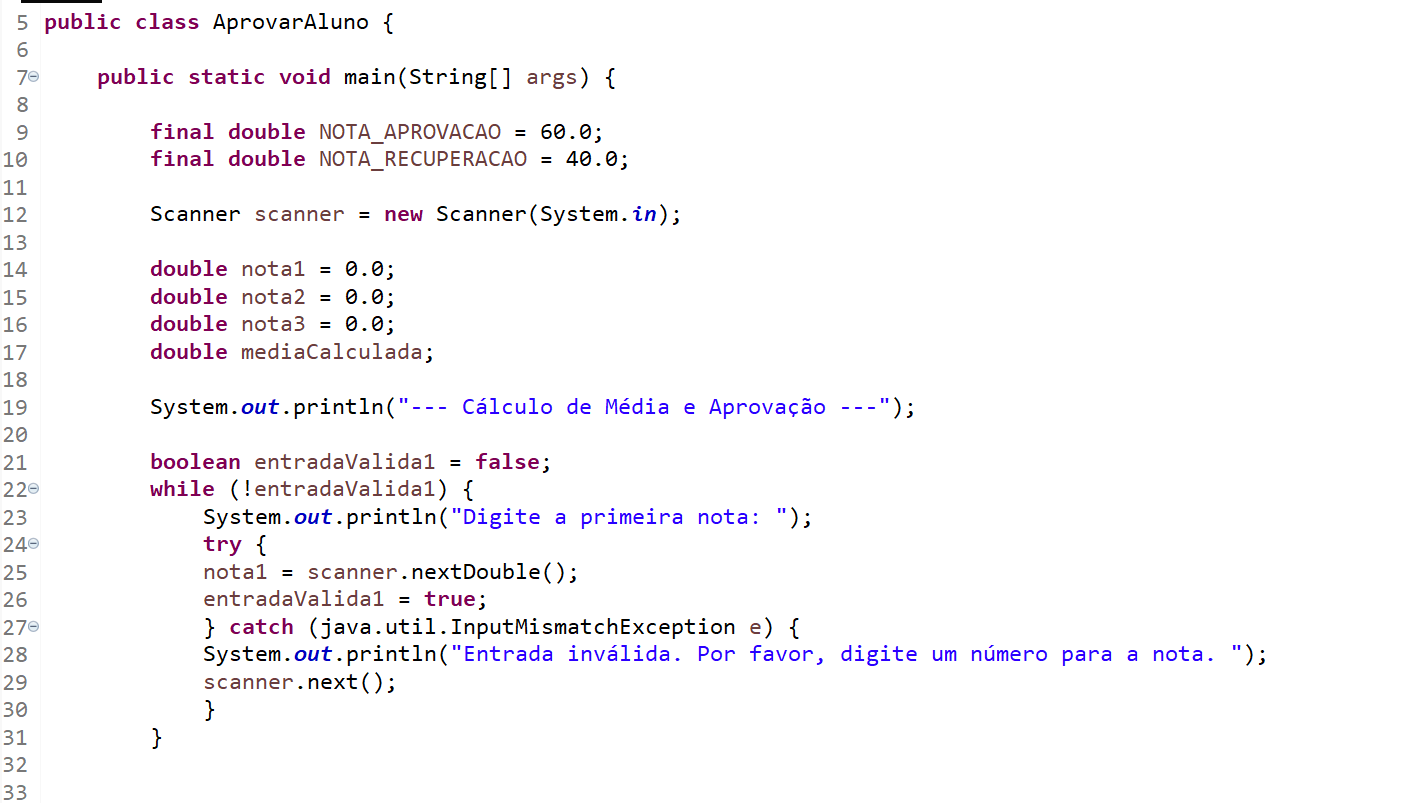 5 public class AprovarAluno {
6
7 public static void main(String[] args) {
8
9 final double NOTA_APROVACAO = 60.0;
10 final double NOTA_RECUPERACAO = 40.0;
11
12 Scanner scanner = new Scanner(System.in);
13
14 double nota1 = 0.0;
15 double nota2 = 0.0;
16 double nota3 = 0.0;
17 double mediaCalculada;
18
19 System.out.println("--- Cálculo de Média e Aprovação ---");
20
21 boolean entradaValida1 = false;
22 while (!entradaValida1) {
23 System.out.println("Digite a primeira nota: ");
24 try {
25 nota1 = scanner.nextDouble();
26 entradaValida1 = true;
27 } catch (java.util.InputMismatchException e) {
28 System.out.println("Entrada inválida. Por favor, digite um número para a nota. ");
29 scanner.next();
30 }
31 }
32
33